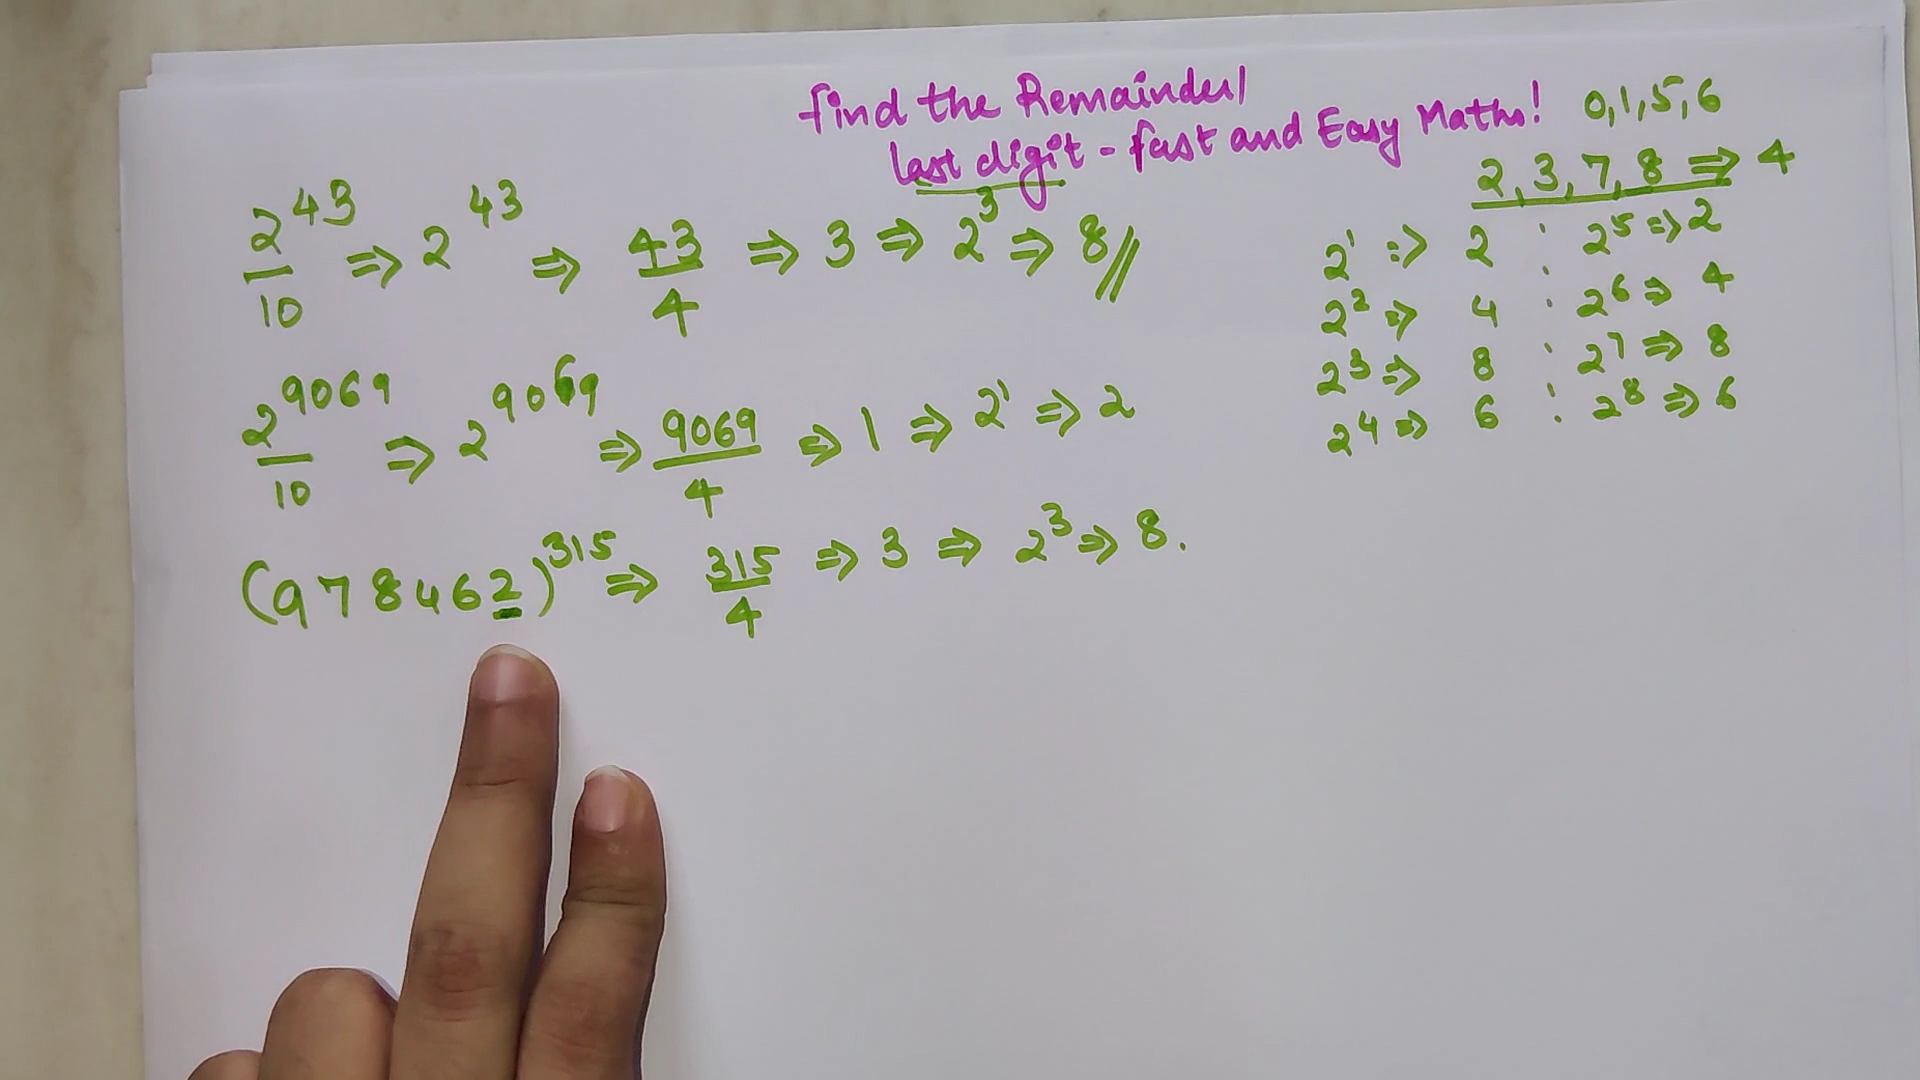 find the Remainder/
last digit - fast and Easy Maths!
0,1,5,6
2,3,7,8 ⇒ 4
2^43/10 ⇒ 2^43 ⇒ 43/4 ⇒ 3 ⇒ 2^3 ⇒ 8//
2^1 ⇒ 2 : 2^5 ⇒ 2
2^2 ⇒ 4 : 2^6 ⇒ 4
2^3 ⇒ 8 : 2^7 ⇒ 8
2^4 ⇒ 6 : 2^8 ⇒ 6
2^9069/10 ⇒ 2^9069 ⇒ 9069/4 ⇒ 1 ⇒ 2^1 ⇒ 2
(978462)^315 ⇒ 315/4 ⇒ 3 ⇒ 2^3 ⇒ 8.